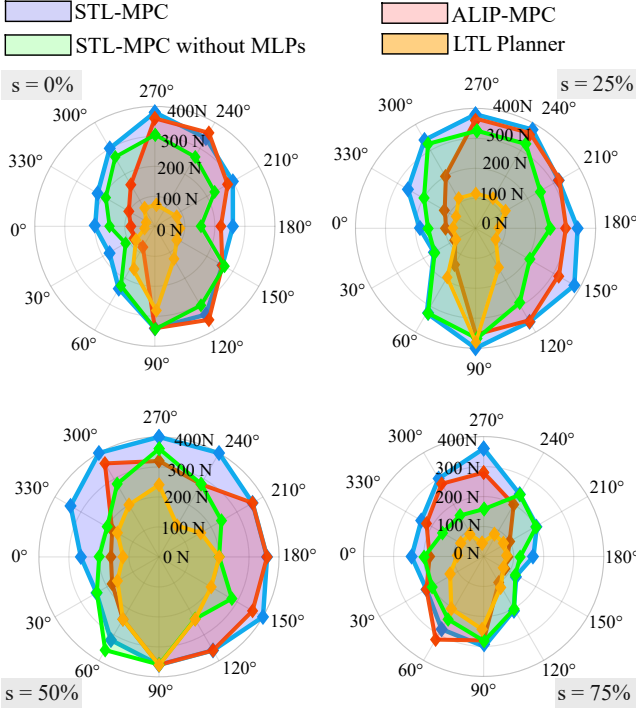 STL-MPC
ALIP-MPC
STL-MPC without MLPs
LTL Planner
s = 0%
270°
300°
400N
240°
300 N
330°
210°
200 N
100 N
0°
0 N
180°
30°
150°
60°
120°
90°
s = 25%
270°
300°
400N
240°
300 N
330°
210°
200 N
100 N
0°
0 N
180°
30°
150°
60°
120°
90°
270°
300°
400N
240°
300 N
330°
210°
200 N
100 N
0°
0 N
180°
30°
150°
60°
120°
90°
s = 50%
270°
300°
400N
240°
300 N
330°
210°
200 N
100 N
0°
0 N
180°
30°
150°
60°
120°
90°
s = 75%